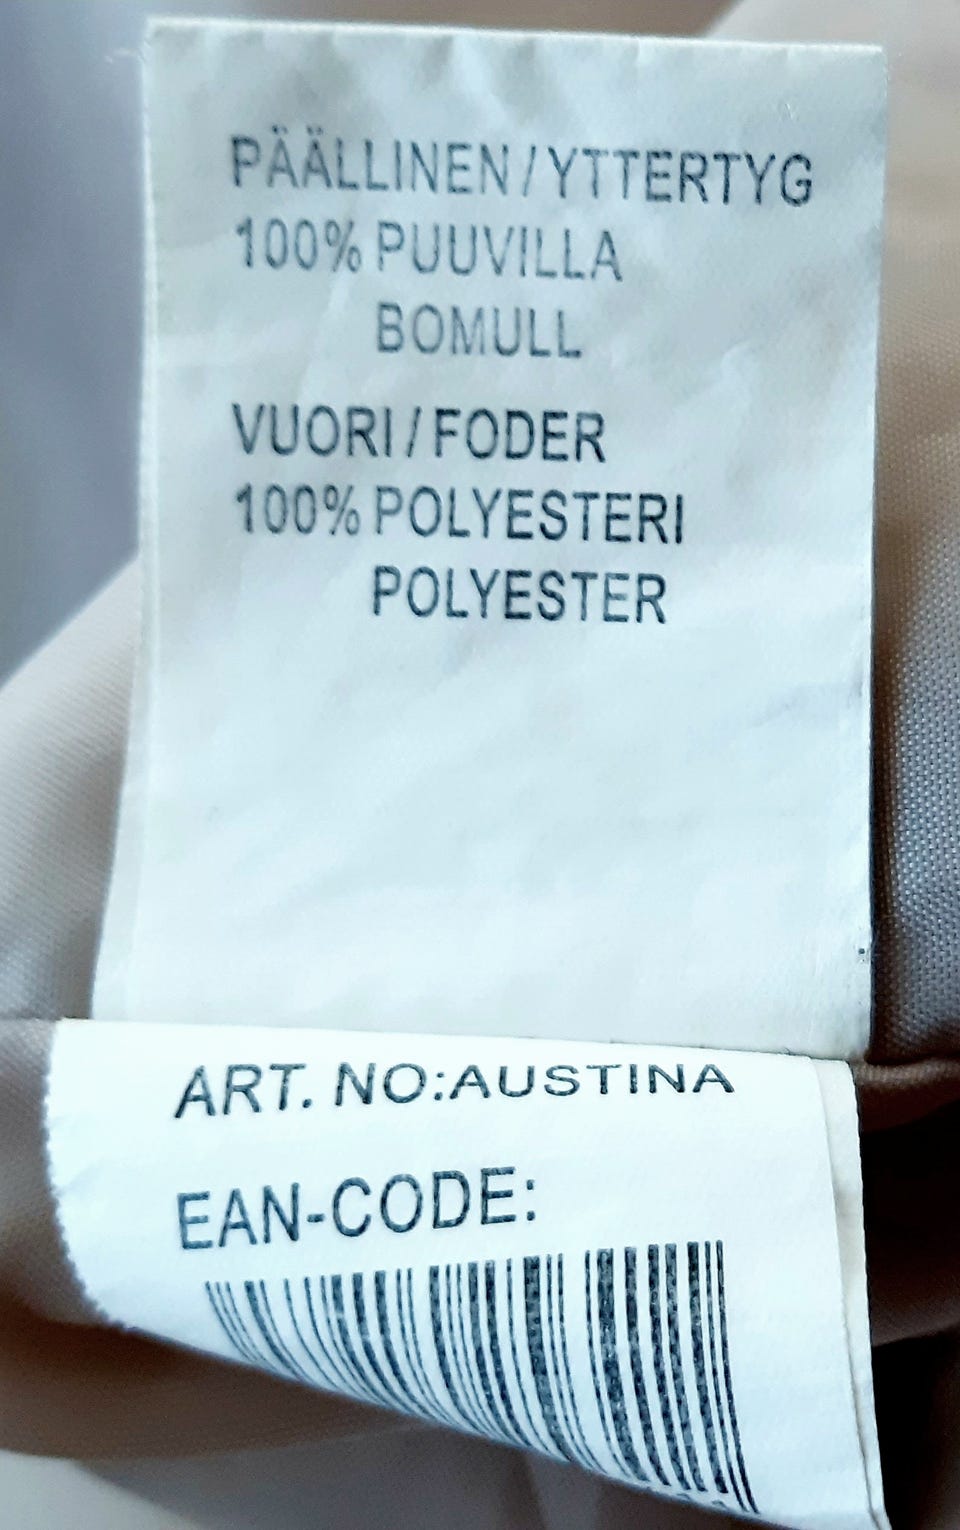 PÄÄLLINEN/YTTERTYG
100% PUUVILLA
BOMULL
VUORI/FODER
100% POLYESTERI
POLYESTER
ART. NO:AUSTINA
EAN-CODE: